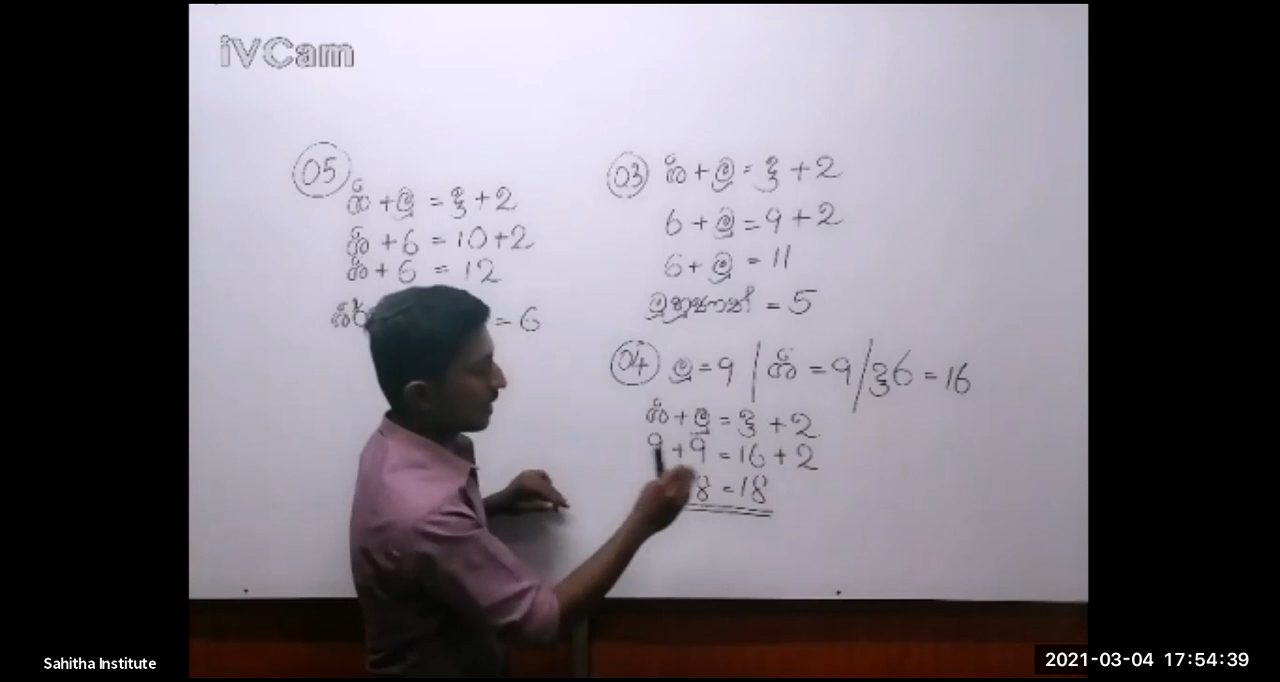 iVCam
05
ශී + මු = දා + 2
ශී + 6 = 10 + 2
ශී + 6 = 12
= 6
03
ශී + මු = දා + 2
6 + මු = 9 + 2
6 + මු = 11
මුහුණත් = 5
04 මු = 9 / ශී = 9 / දාර = 16
ශී + මු = දා + 2
9 + 9 = 16 + 2
8 = 18
Sahitha Institute
2021-03-04 17:54:39